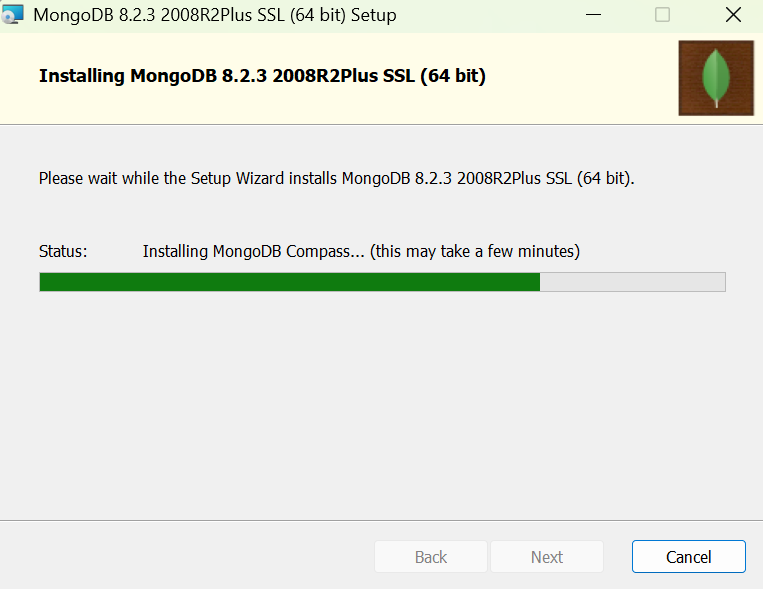 MongoDB 8.2.3 2008R2Plus SSL (64 bit) Setup
Installing MongoDB 8.2.3 2008R2Plus SSL (64 bit)
Please wait while the Setup Wizard installs MongoDB 8.2.3 2008R2Plus SSL (64 bit).
Status: Installing MongoDB Compass... (this may take a few minutes)
Back Next Cancel